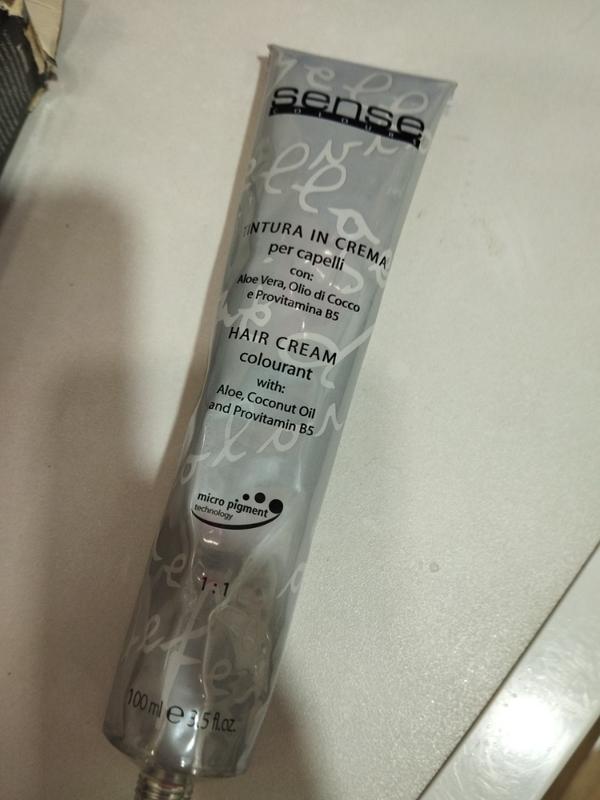 sense
COLOURS
TINTURA IN CREMA
per capelli
con:
Aloe Vera, Olio di Cocco
e Provitamina B5
HAIR CREAM
colourant
with:
Aloe, Coconut Oil
and Provitamin B5
micro pigment
technology
1:1
100 ml e 3,5 fl.oz.